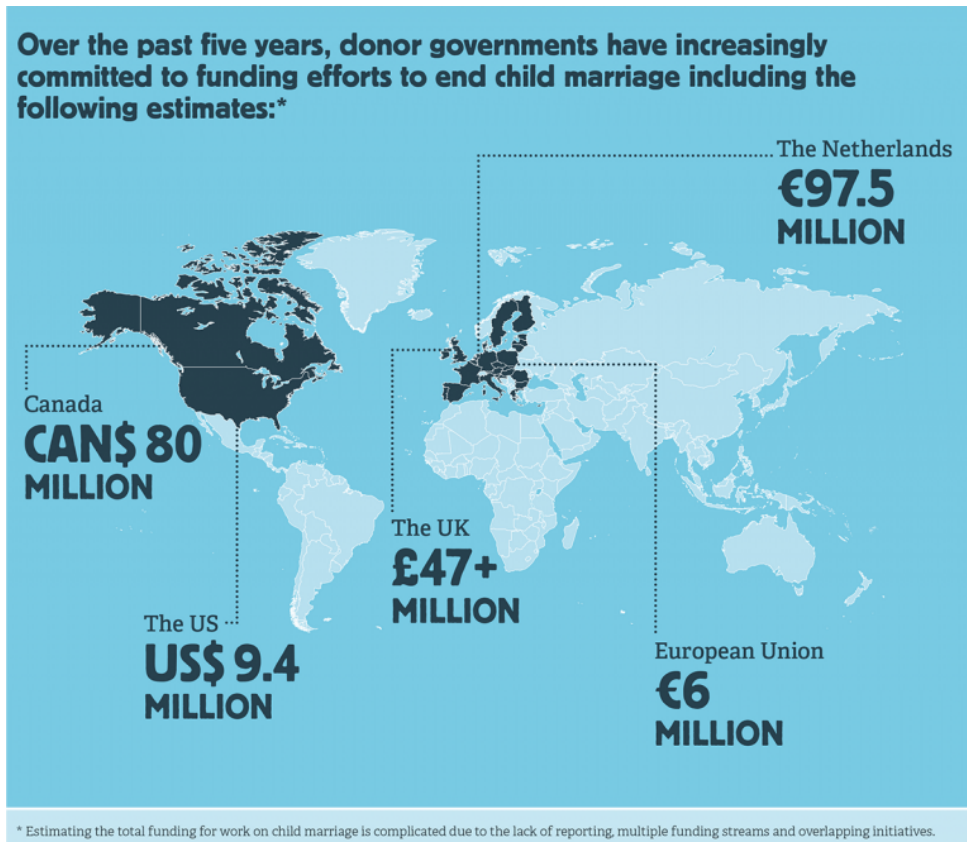 Over the past five years, donor governments have increasingly
committed to funding efforts to end child marriage including the
following estimates:*
The Netherlands
€97.5
MILLION
Canada
CAN$ 80
MILLION
The UK
£47+
MILLION
The US
US$ 9.4
MILLION
European Union
€6
MILLION
* Estimating the total funding for work on child marriage is complicated due to the lack of reporting, multiple funding streams and overlapping initiatives.